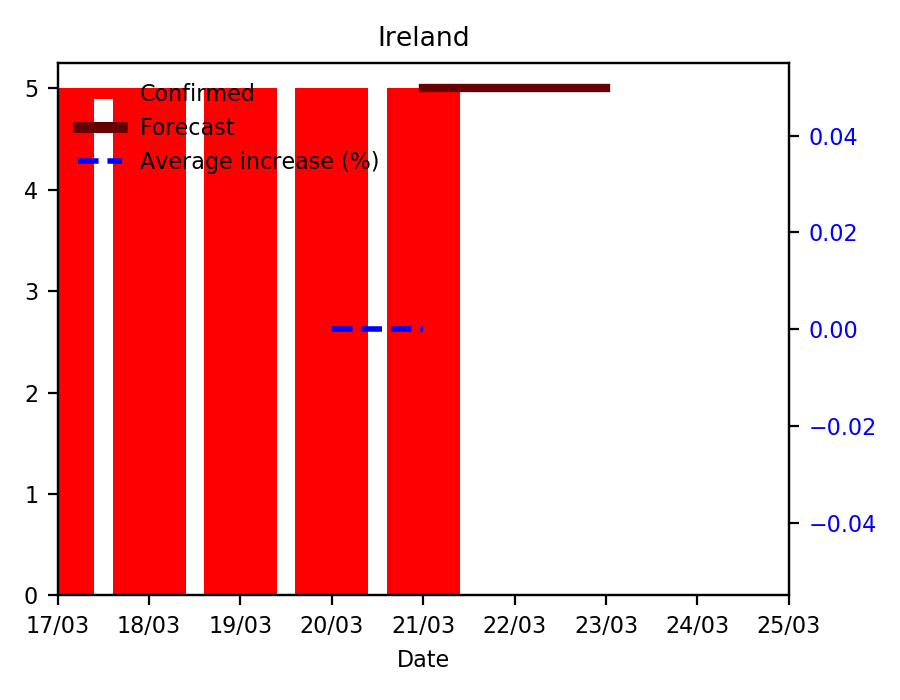 Ireland
Confirmed
Forecast
Average increase (%)
5
4
3
2
1
0
0.04
0.02
0.00
−0.02
−0.04
17/03 18/03 19/03 20/03 21/03 22/03 23/03 24/03 25/03
Date